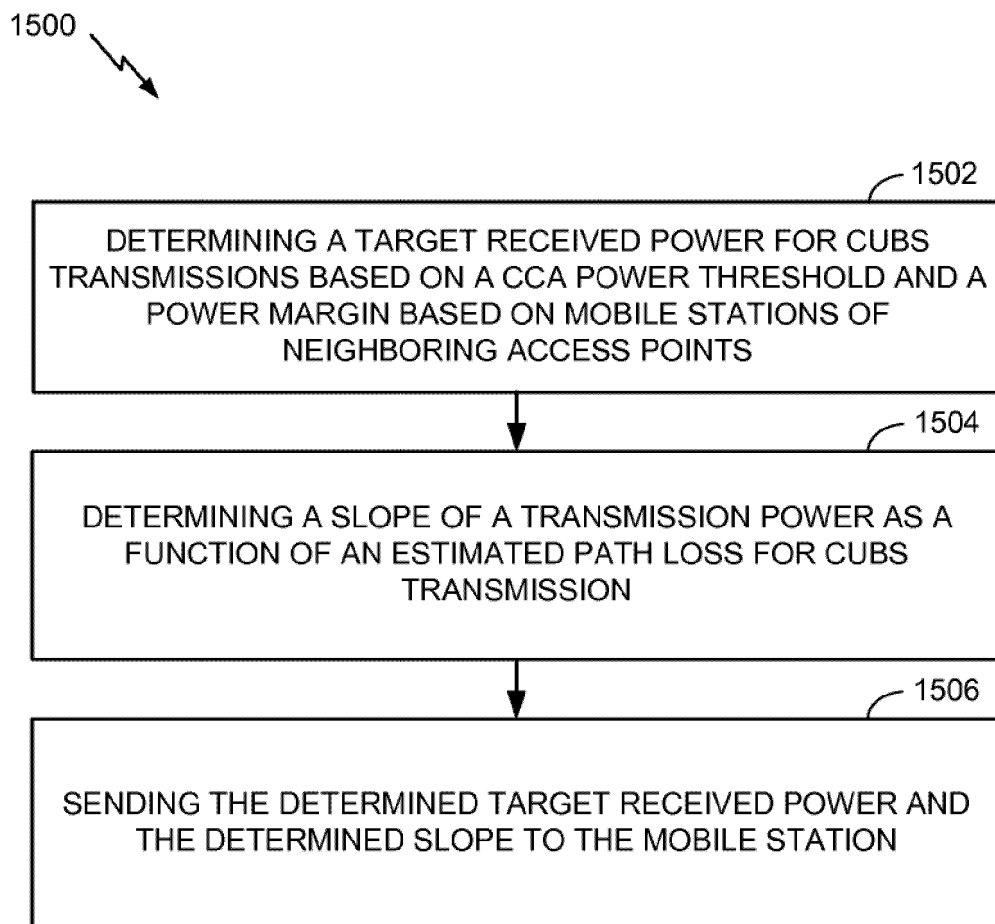 1500
1502
DETERMINING A TARGET RECEIVED POWER FOR CUBS
TRANSMISSIONS BASED ON A CCA POWER THRESHOLD AND A
POWER MARGIN BASED ON MOBILE STATIONS OF
NEIGHBORING ACCESS POINTS
1504
DETERMINING A SLOPE OF A TRANSMISSION POWER AS A
FUNCTION OF AN ESTIMATED PATH LOSS FOR CUBS
TRANSMISSION
1506
SENDING THE DETERMINED TARGET RECEIVED POWER AND
THE DETERMINED SLOPE TO THE MOBILE STATION